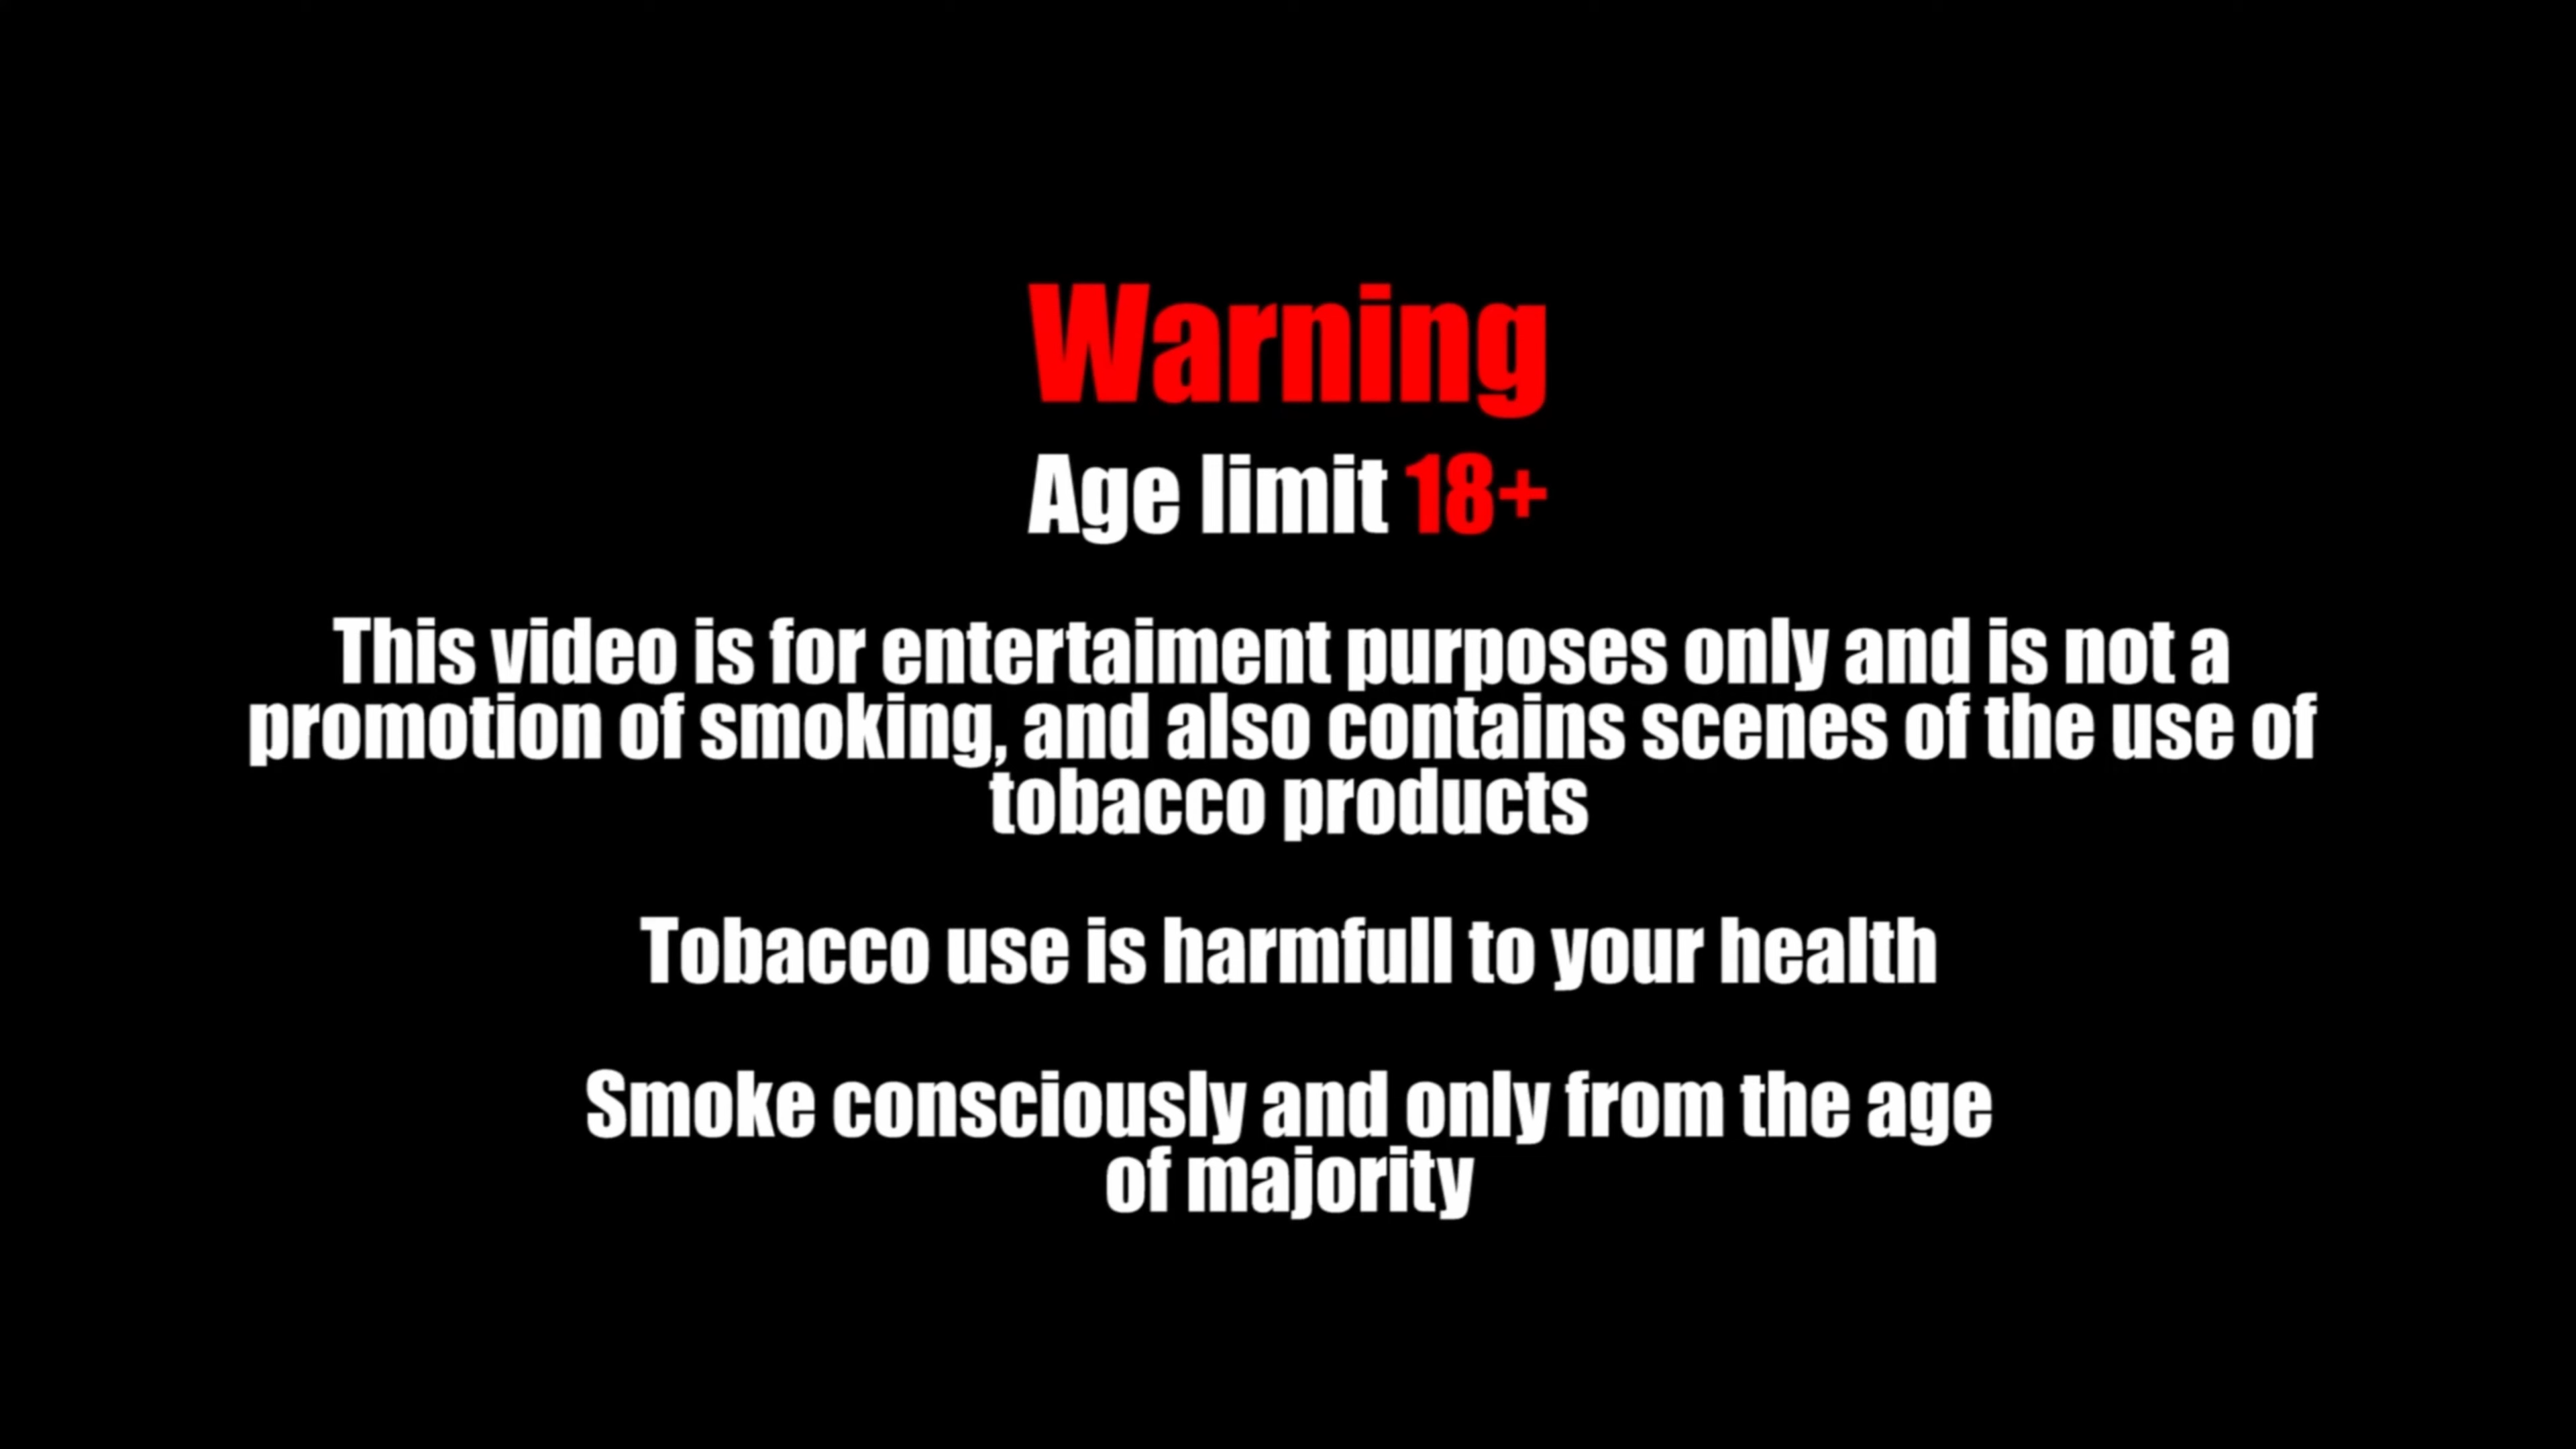 Warning
Age limit 18+
This video is for entertaiment purposes only and is not a
promotion of smoking, and also contains scenes of the use of
tobacco products
Tobacco use is harmfull to your health
Smoke consciously and only from the age
of majority